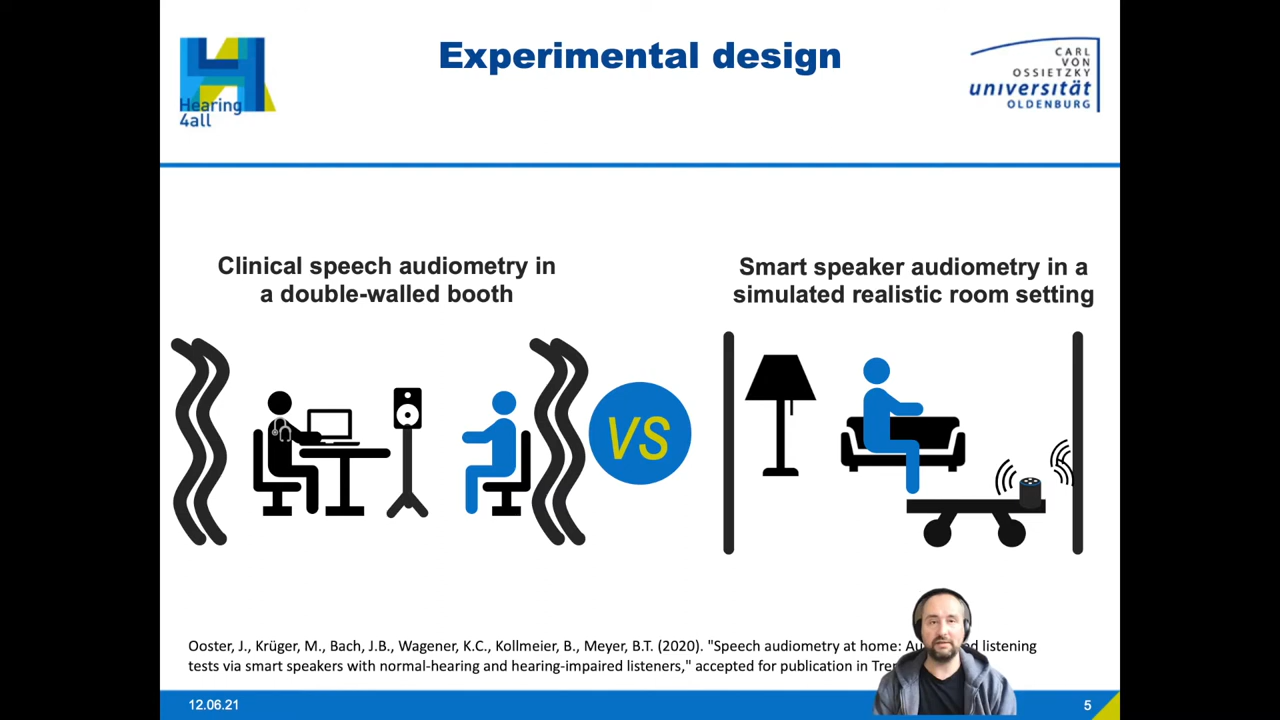 Experimental design
Hearing
4all
CARL
VON
OSSIETZKY
universität
OLDENBURG
Clinical speech audiometry in
a double-walled booth
Smart speaker audiometry in a
simulated realistic room setting
VS
Ooster, J., Krüger, M., Bach, J.B., Wagener, K.C., Kollmeier, B., Meyer, B.T. (2020). "Speech audiometry at home: listening
tests via smart speakers with normal-hearing and hearing-impaired listeners," accepted for publication in
12.06.21
5